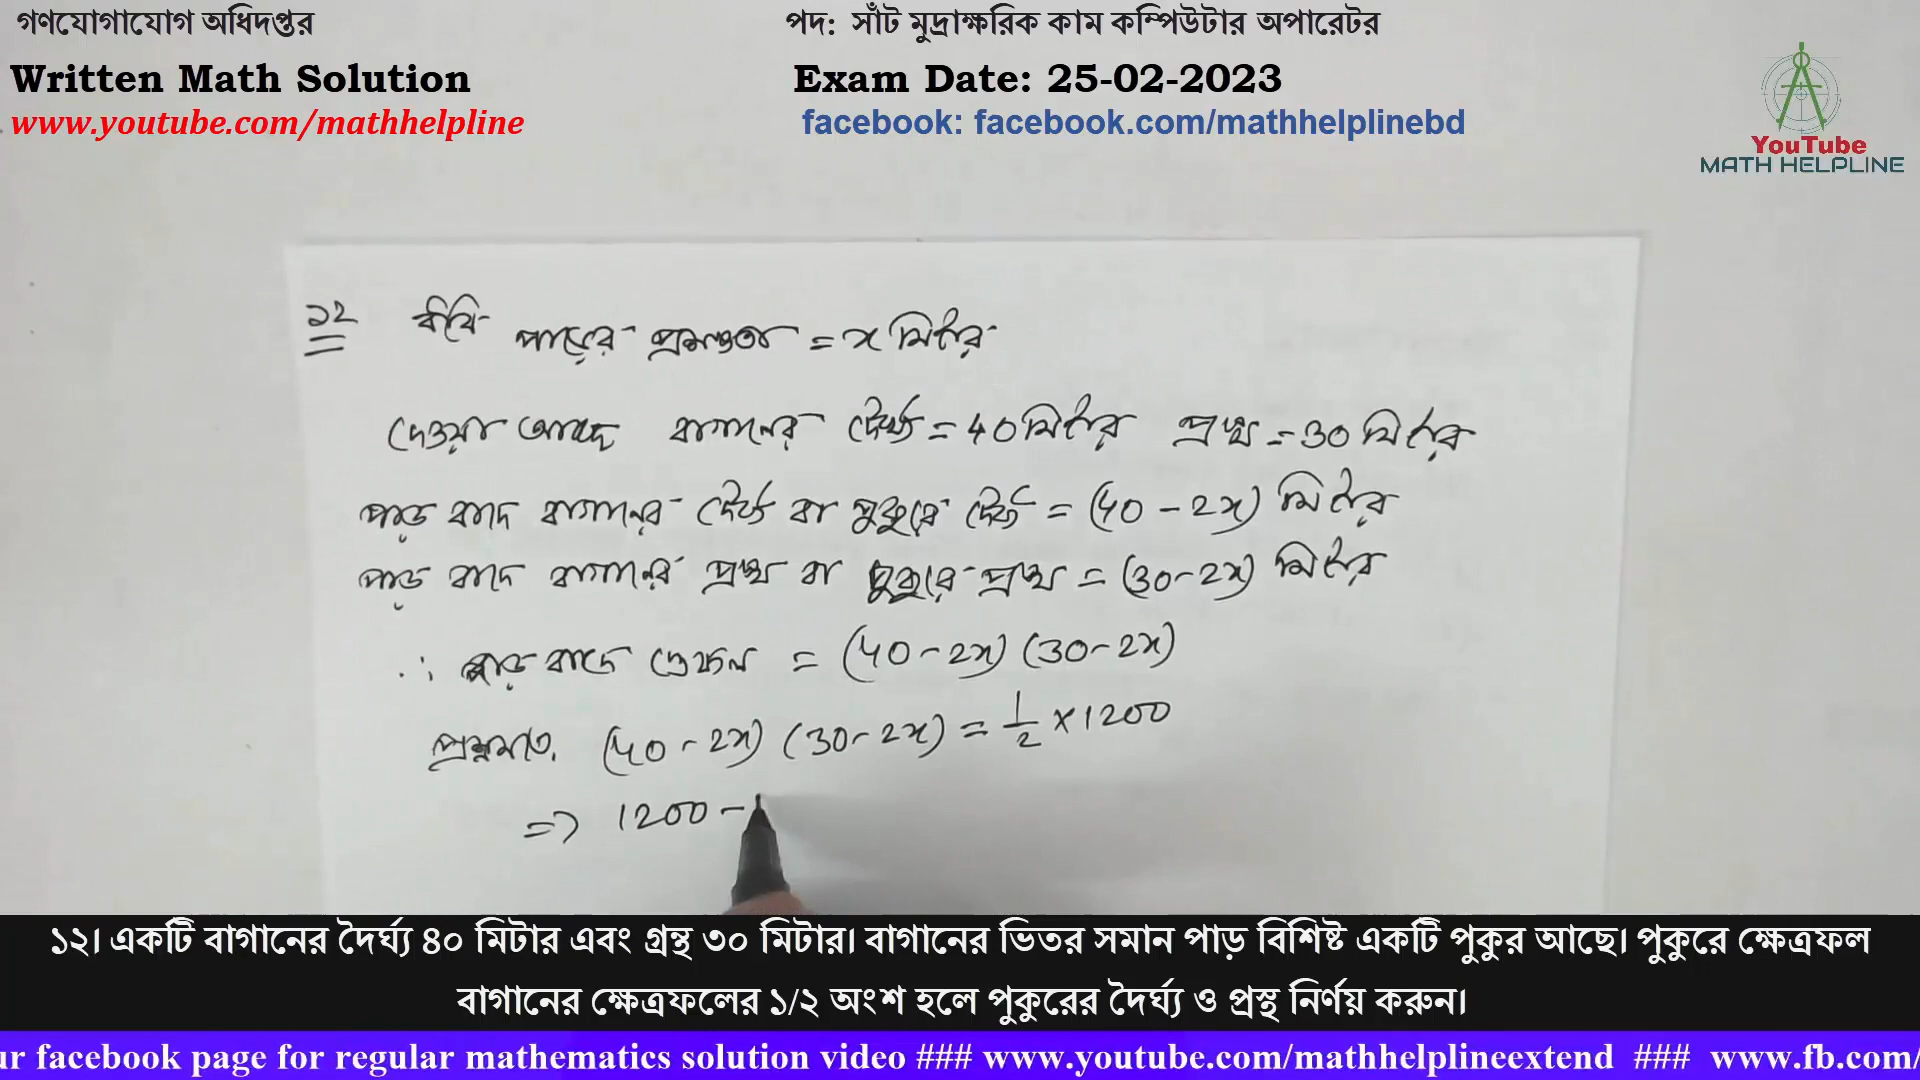 গণযোগাযোগ অধিদপ্তর
পদ: সাঁট মুদ্রাক্ষরিক কাম কম্পিউটার অপারেটর
Written Math Solution
Exam Date: 25-02-2023
www.youtube.com/mathhelpline
facebook: facebook.com/mathhelplinebd
YouTube
MATH HELPLINE
১২ ধরি পাড়ের প্রশস্ততা = x মিটার
দেওয়া আছে বাগানের দৈর্ঘ্য = 40 মিটার প্রস্থ = 30 মিটার
পাড় বাদে বাগানের দৈর্ঘ্য বা পুকুরে দৈর্ঘ্য = (40 - 2x) মিটার
পাড় বাদে বাগানের প্রস্থ বা পুকুরে প্রস্থ = (30 - 2x) মিটার
∴ পাড় বাদে ক্ষেত্রফল = (40 - 2x) (30 - 2x)
প্রশ্নমতে, (40 - 2x) (30 - 2x) = 1/2 × 1200
=> 1200 -
১২। একটি বাগানের দৈর্ঘ্য ৪০ মিটার এবং গ্রন্থ ৩০ মিটার। বাগানের ভিতর সমান পাড় বিশিষ্ট একটি পুকুর আছে। পুকুরে ক্ষেত্রফল
বাগানের ক্ষেত্রফলের ১/২ অংশ হলে পুকুরের দৈর্ঘ্য ও প্রস্থ নির্ণয় করুন।
ur facebook page for regular mathematics solution video ### www.youtube.com/mathhelplineextend ### www.fb.com/